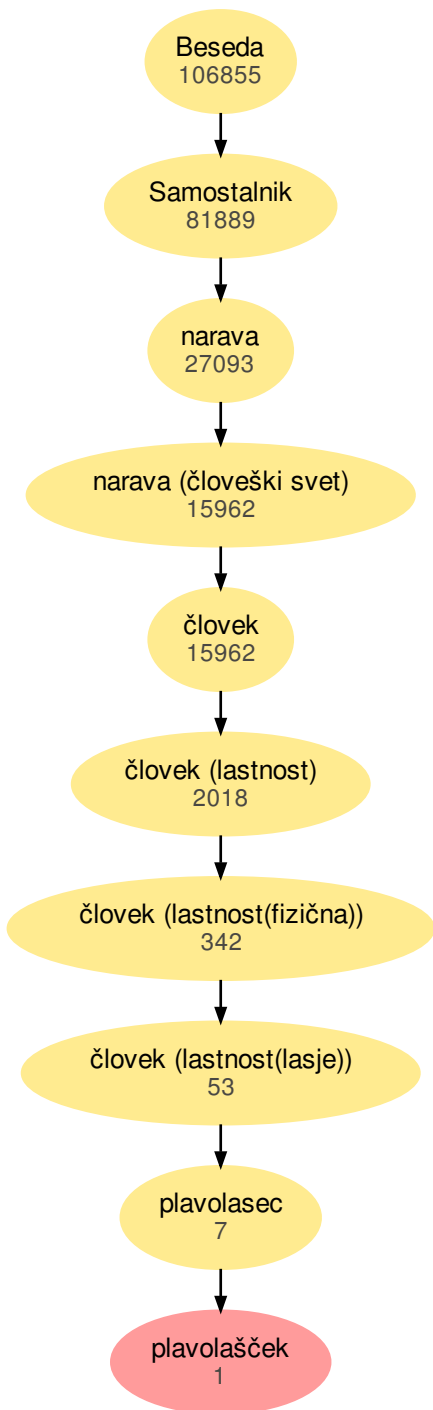 Beseda
106855
Samostalnik
81889
narava
27093
narava (človeški svet)
15962
človek
15962
človek (lastnost)
2018
človek (lastnost(fizična))
342
človek (lastnost(lasje))
53
plavolasec
7
plavolašček
1